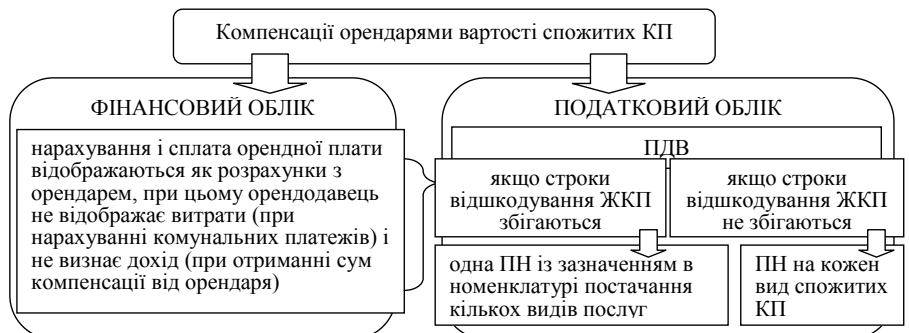 Компенсації орендарями вартості спожитих КП
ФІНАНСОВИЙ ОБЛІК
нарахування і сплата орендної плати
відображаються як розрахунки з
орендарем, при цьому орендодавець
не відображає витрати (при
нарахуванні комунальних платежів) і
не визнає дохід (при отриманні сум
компенсації від орендаря)
ПОДАТКОВИЙ ОБЛІК
ПДВ
якщо строки
відшкодування ЖКП
збігаються
якщо строки
відшкодування ЖКП
не збігаються
одна ПН із зазначенням в
номенклатурі постачання
кількох видів послуг
ПН на кожен
вид спожитих
КП